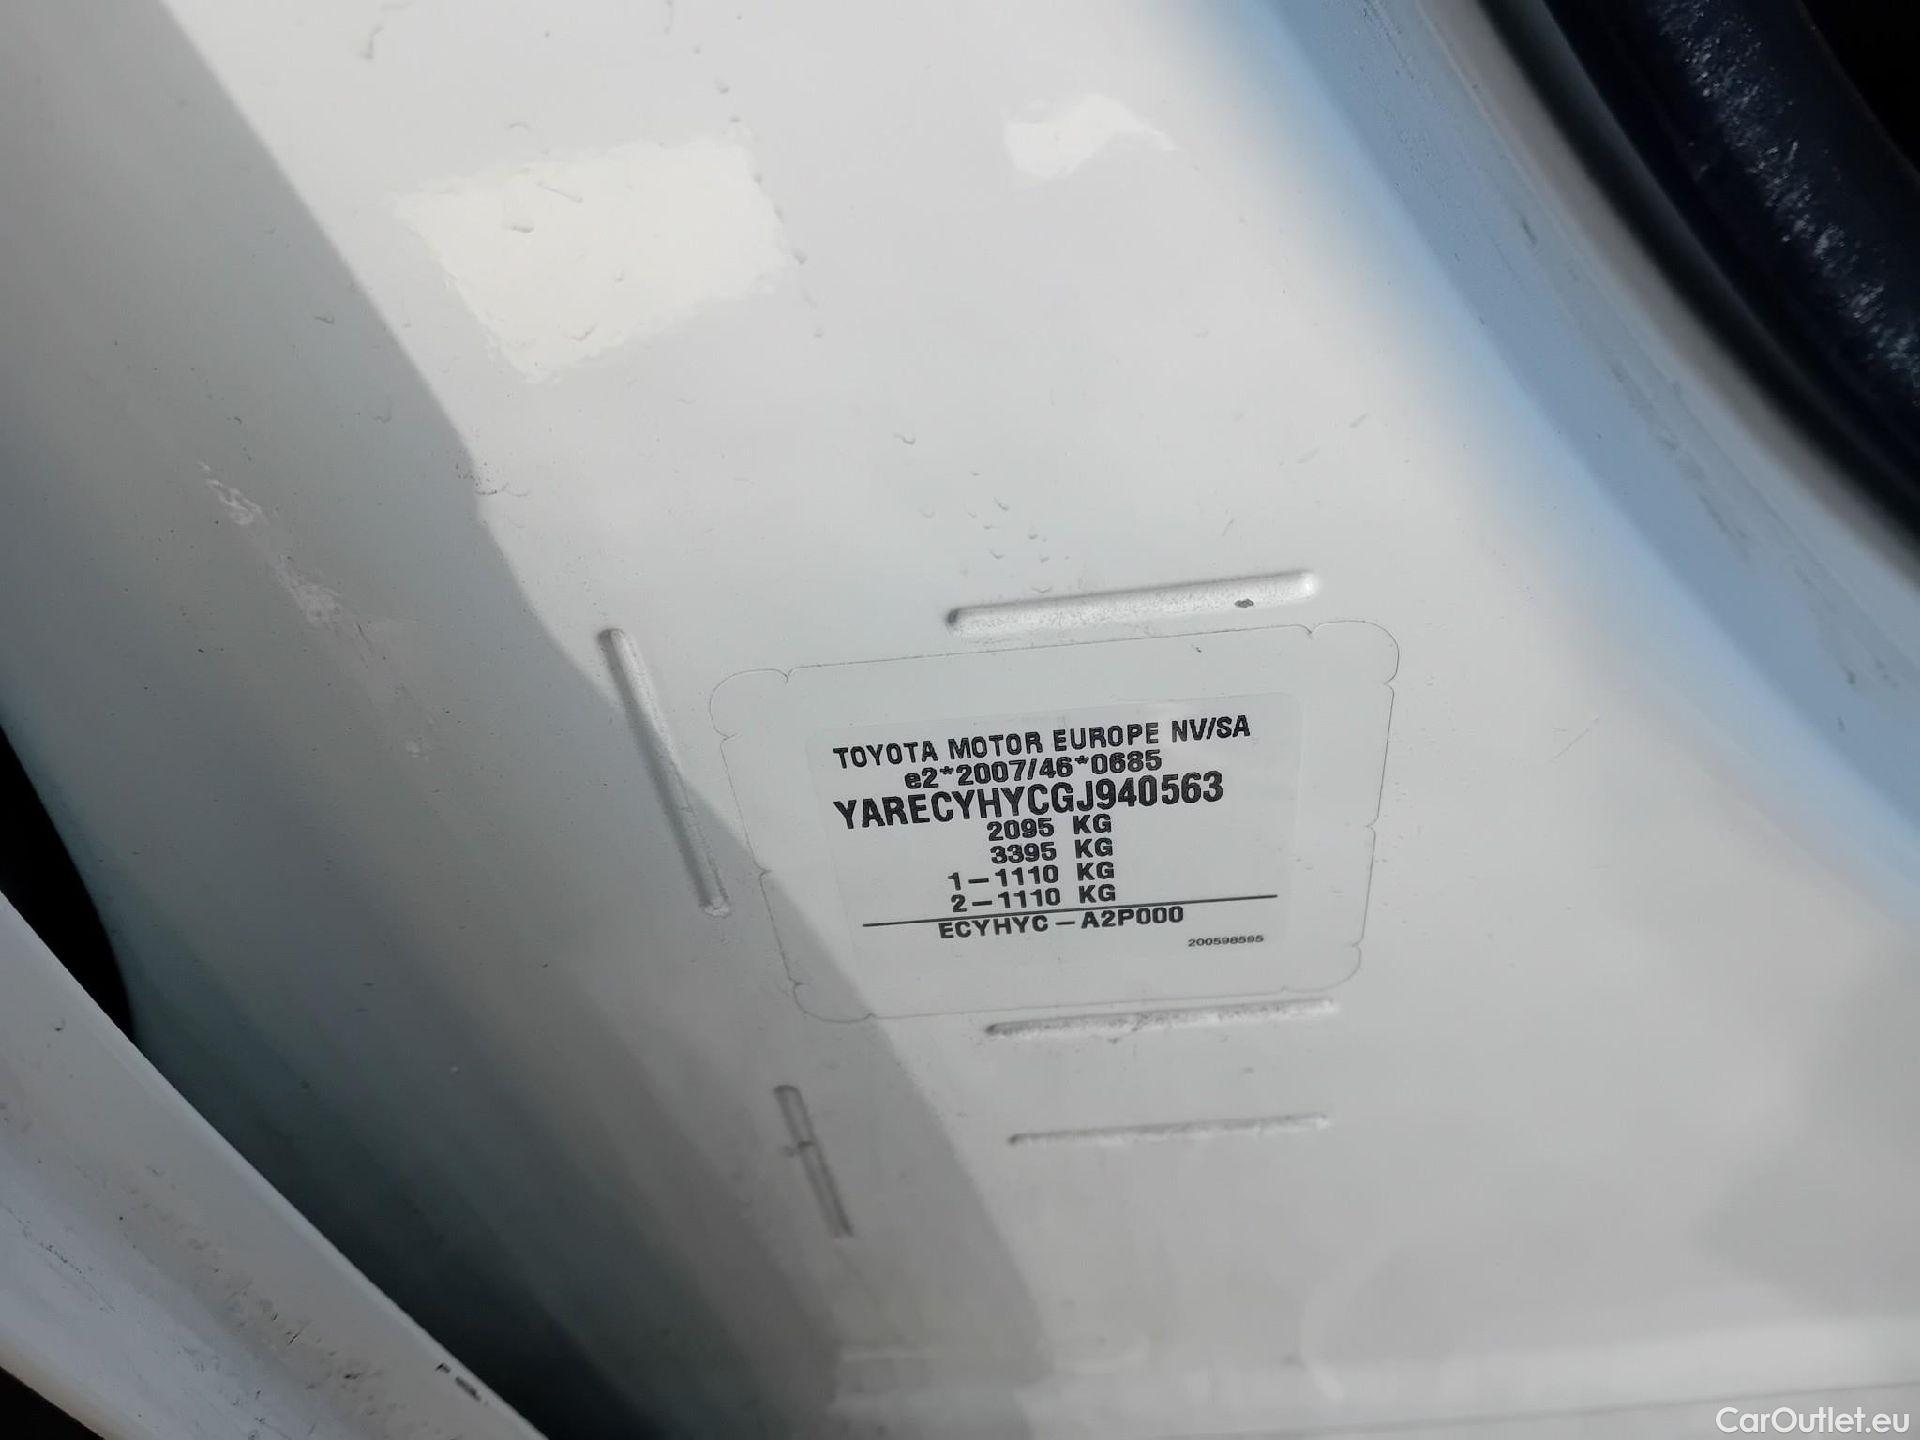 TOYOTA MOTOR EUROPE NV/SA
e2*2007/46*0685
YARECYHYCGJ940563
2095 KG
3395 KG
1-1110 KG
2-1110 KG
ECYHYC-A2P000
200598595
CarOutlet.eu